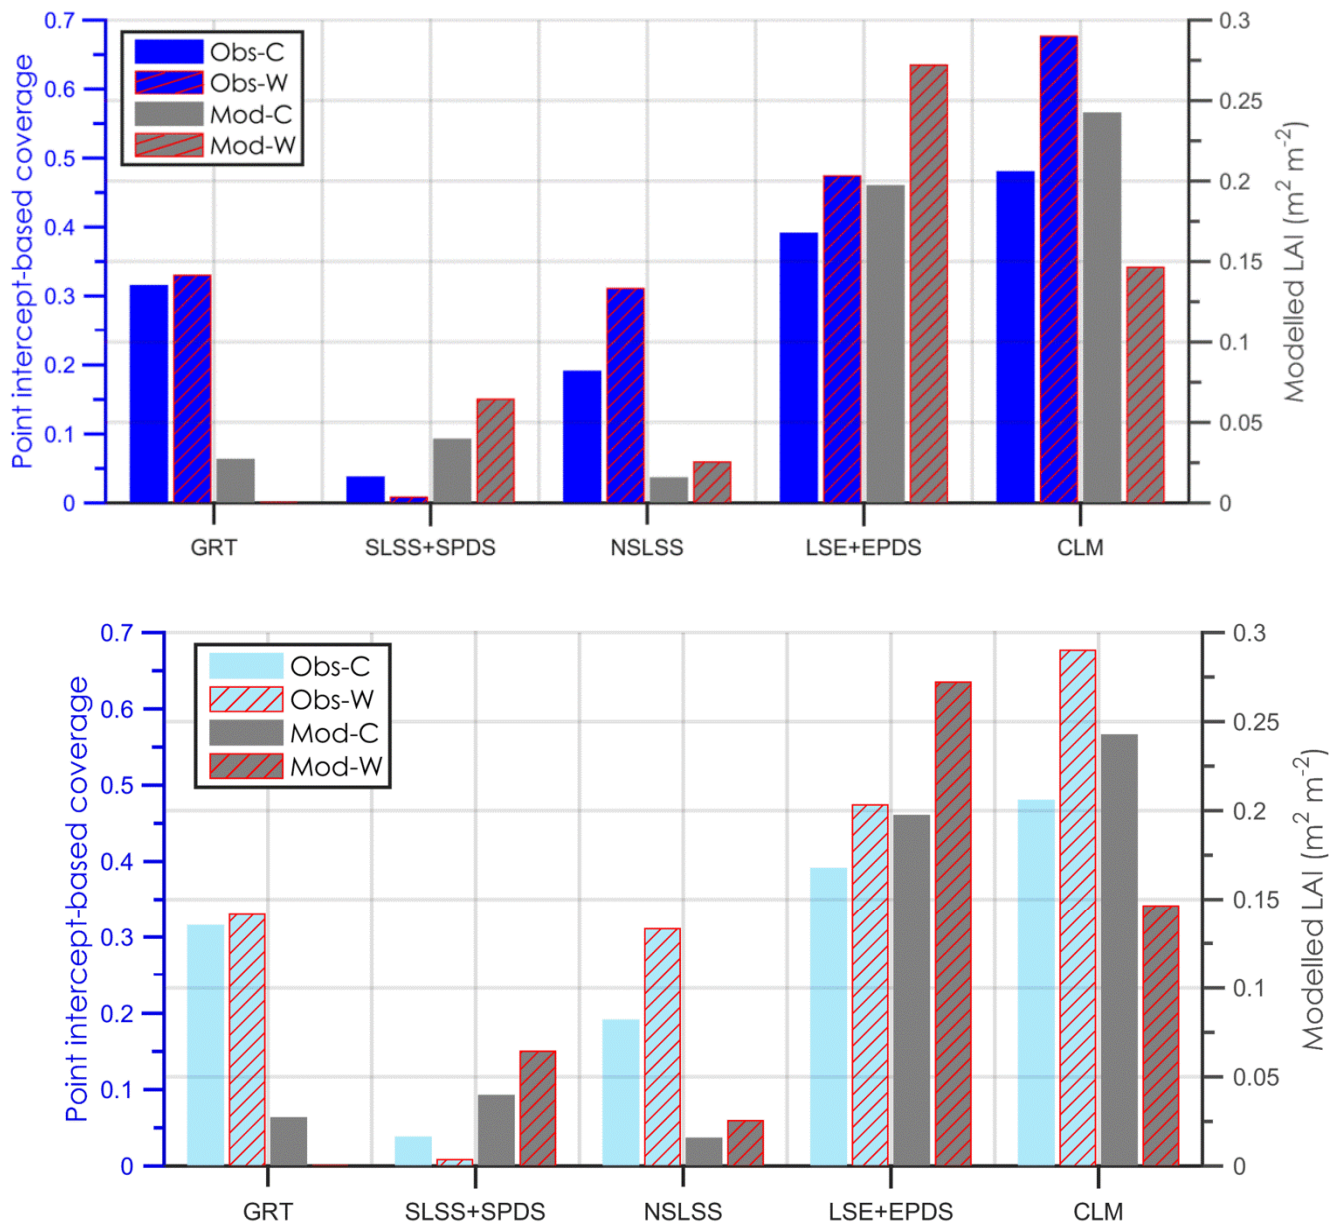 Point intercept-based coverage
0.7
0.6
0.5
0.4
0.3
0.2
0.1
0
Obs-C
Obs-W
Mod-C
Mod-W
0.3
0.25
0.2
0.15
0.1
0.05
0
Modelled LAI (m2 m-2)
GRT SLSS+SPDS NSLSS LSE+EPDS CLM
Point intercept-based coverage
0.7
0.6
0.5
0.4
0.3
0.2
0.1
0
Obs-C
Obs-W
Mod-C
Mod-W
0.3
0.25
0.2
0.15
0.1
0.05
0
Modelled LAI (m2 m-2)
GRT SLSS+SPDS NSLSS LSE+EPDS CLM